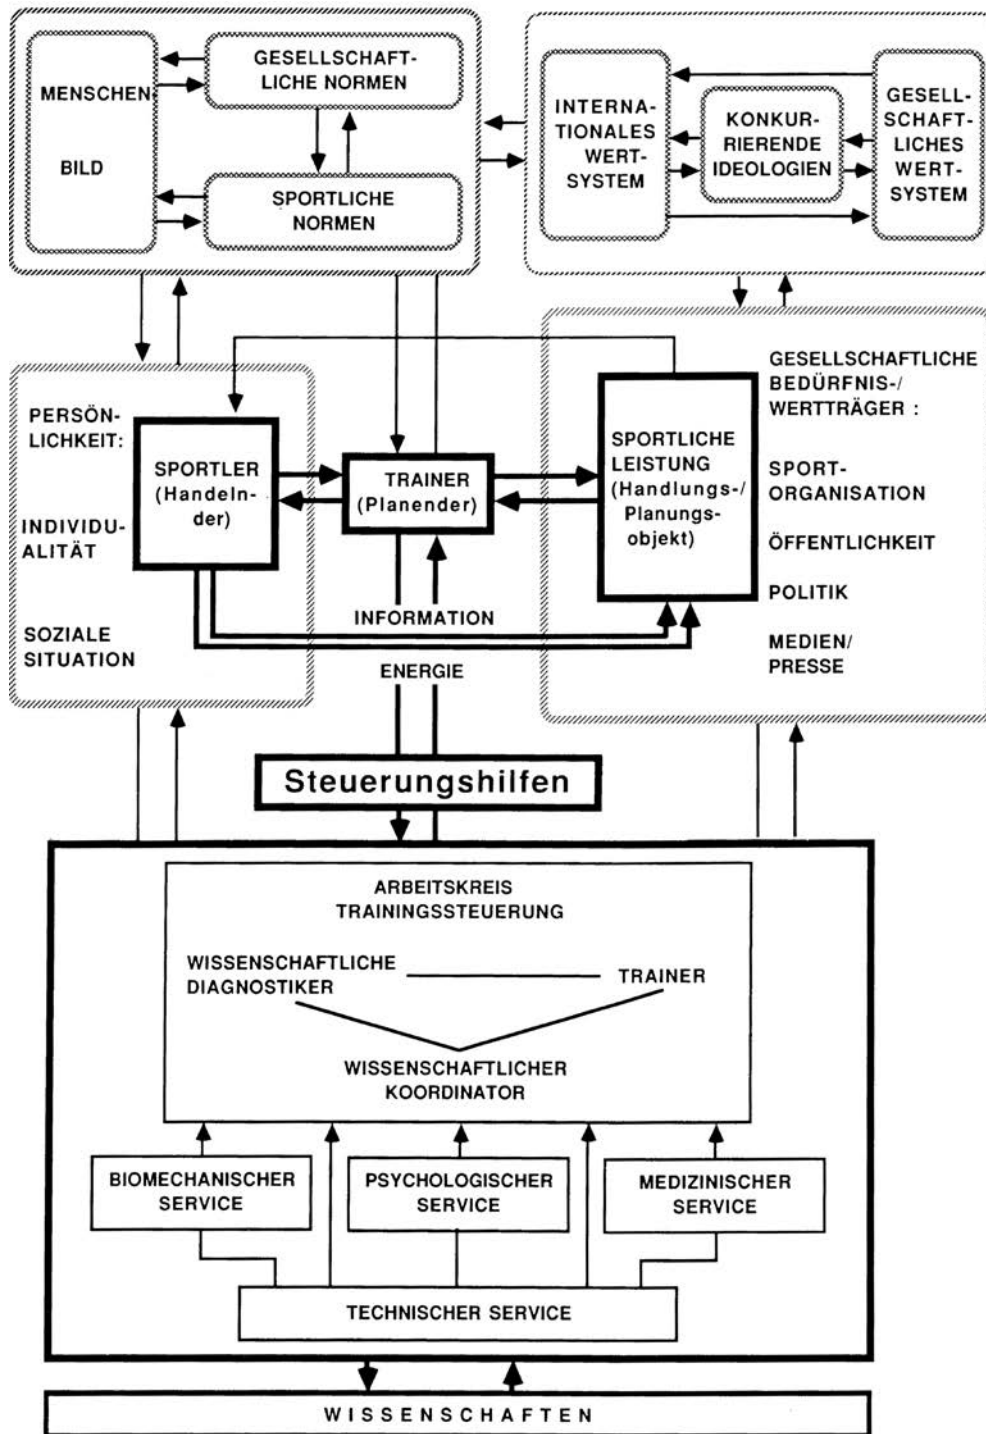 MENSCHEN-
BILD
GESELLSCHAFT-
LICHE NORMEN
SPORTLICHE
NORMEN
INTERNA-
TIONALES
WERT-
SYSTEM
KONKUR-
RIERENDE
IDEOLOGIEN
GESELL-
SCHAFT-
LICHES
WERT-
SYSTEM
PERSÖN-
LICHKEIT:
INDIVIDU-
ALITÄT
SOZIALE
SITUATION
SPORTLER
(Handeln-
der)
TRAINER
(Planender)
SPORTLICHE
LEISTUNG
(Handlungs-/
Planungs-
objekt)
GESELLSCHAFTLICHE
BEDÜRFNIS-/
WERTTRÄGER :
SPORT-
ORGANISATION
ÖFFENTLICHKEIT
POLITIK
MEDIEN/
PRESSE
INFORMATION
ENERGIE
Steuerungshilfen
ARBEITSKREIS
TRAININGSSTEUERUNG
WISSENSCHAFTLICHE
DIAGNOSTIKER
TRAINER
WISSENSCHAFTLICHER
KOORDINATOR
BIOMECHANISCHER
SERVICE
PSYCHOLOGISCHER
SERVICE
MEDIZINISCHER
SERVICE
TECHNISCHER SERVICE
WISSENSCHAFTEN